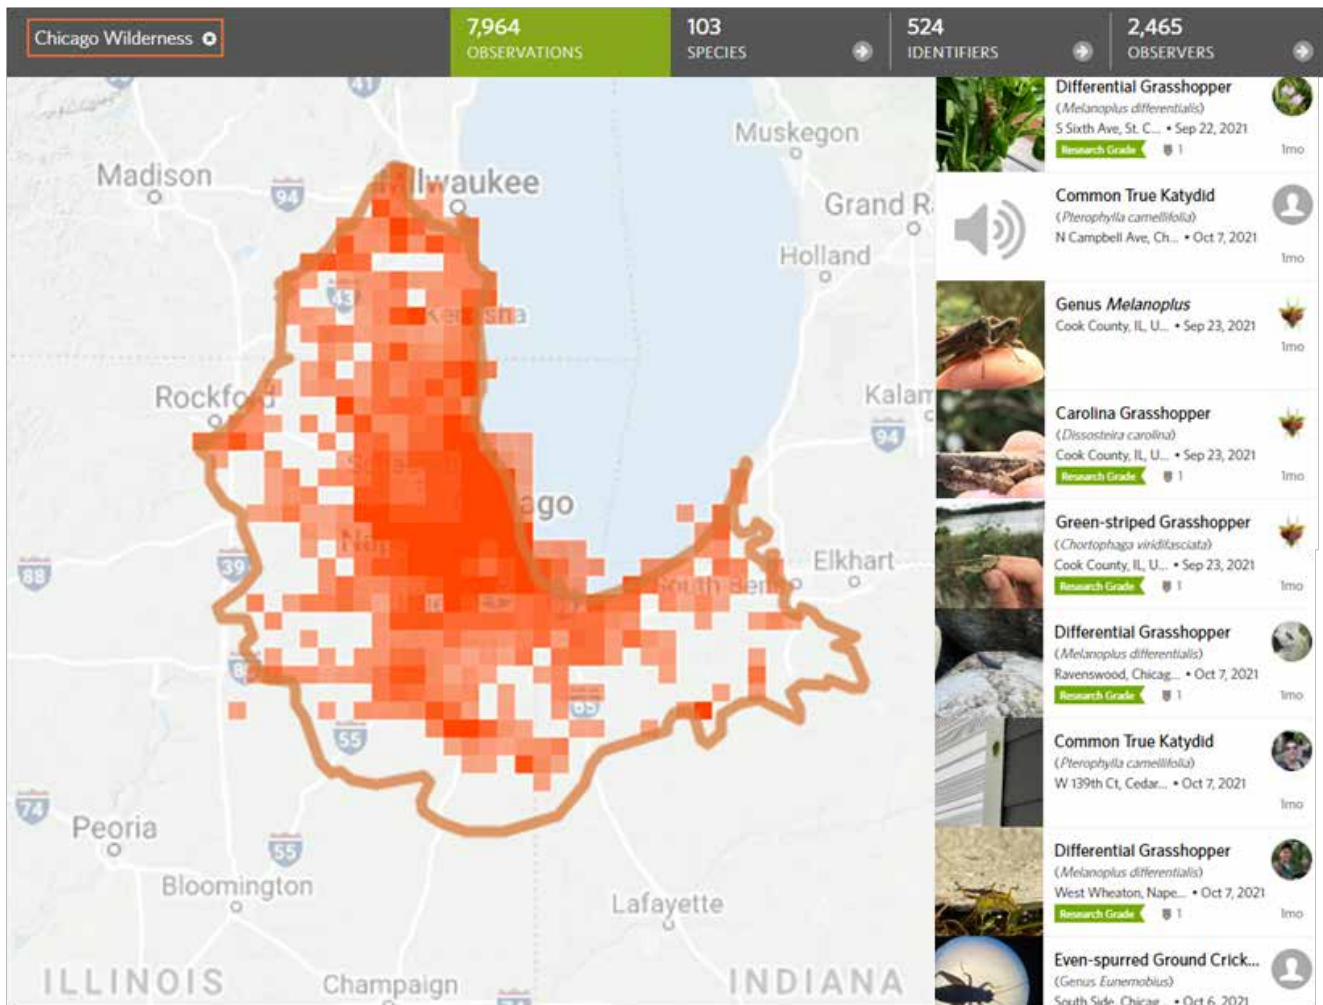 Chicago Wilderness
7,964
OBSERVATIONS
103
SPECIES
524
IDENTIFIERS
2,465
OBSERVERS
Madison
94
43
Milwaukee
Muskegon
Grand R
Holland
Kenosha
Rockford
Kalam
94
ago
88
39
Elkhart
South Bend
65
55
74
Peoria
55
Bloomington
Lafayette
ILLINOIS
Champaign
74
INDIANA
Differential Grasshopper
(Melanoplus differentialis)
S Sixth Ave, St. C... • Sep 22, 2021
Research Grade 1
1mo
Common True Katydid
(Pterophylla camellifolia)
N Campbell Ave, Ch... • Oct 7, 2021
1mo
Genus Melanoplus
Cook County, IL, U... • Sep 23, 2021
1mo
Carolina Grasshopper
(Dissosteira carolina)
Cook County, IL, U... • Sep 23, 2021
Research Grade 1
1mo
Green-striped Grasshopper
(Chortophaga viridifasciata)
Cook County, IL, U... • Sep 23, 2021
Research Grade 1
1mo
Differential Grasshopper
(Melanoplus differentialis)
Ravenswood, Chicag... • Oct 7, 2021
Research Grade 1
1mo
Common True Katydid
(Pterophylla camellifolia)
W 139th Ct, Cedar... • Oct 7, 2021
1mo
Differential Grasshopper
(Melanoplus differentialis)
West Wheaton, Nape... • Oct 7, 2021
Research Grade 1
1mo
Even-spurred Ground Crick...
(Genus Eunemobius)
South Side, Chicag... • Oct 6, 2021